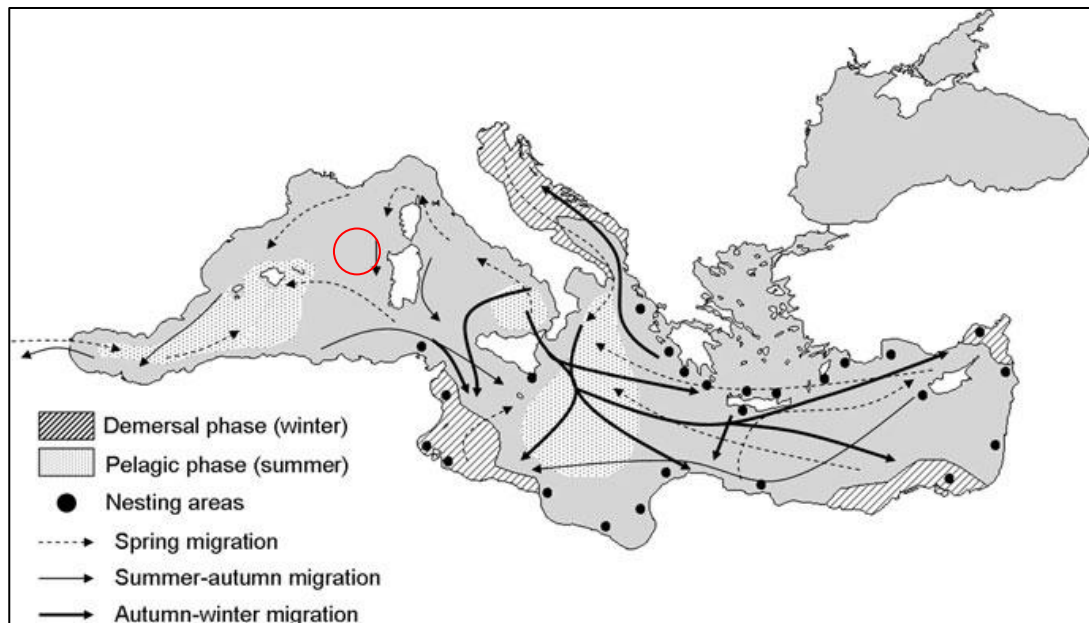 Demersal phase (winter)
Pelagic phase (summer)
Nesting areas
Spring migration
Summer-autumn migration
Autumn-winter migration